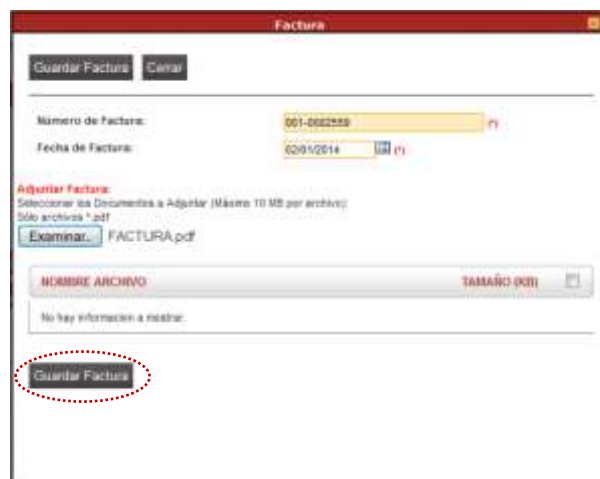 Factura
Guardar Factura Cerrar
Número de Factura: 001-0002559 (*)
Fecha de Factura: 02/01/2014 (*)
Adjuntar Factura:
Seleccionar los Documentos a Adjuntar (Máximo 10 MB por archivo):
Sólo archivos *.pdf
Examinar.. FACTURA.pdf
NOMBRE ARCHIVO TAMAÑO (KB)
No hay informacion a mostrar.
Guardar Factura